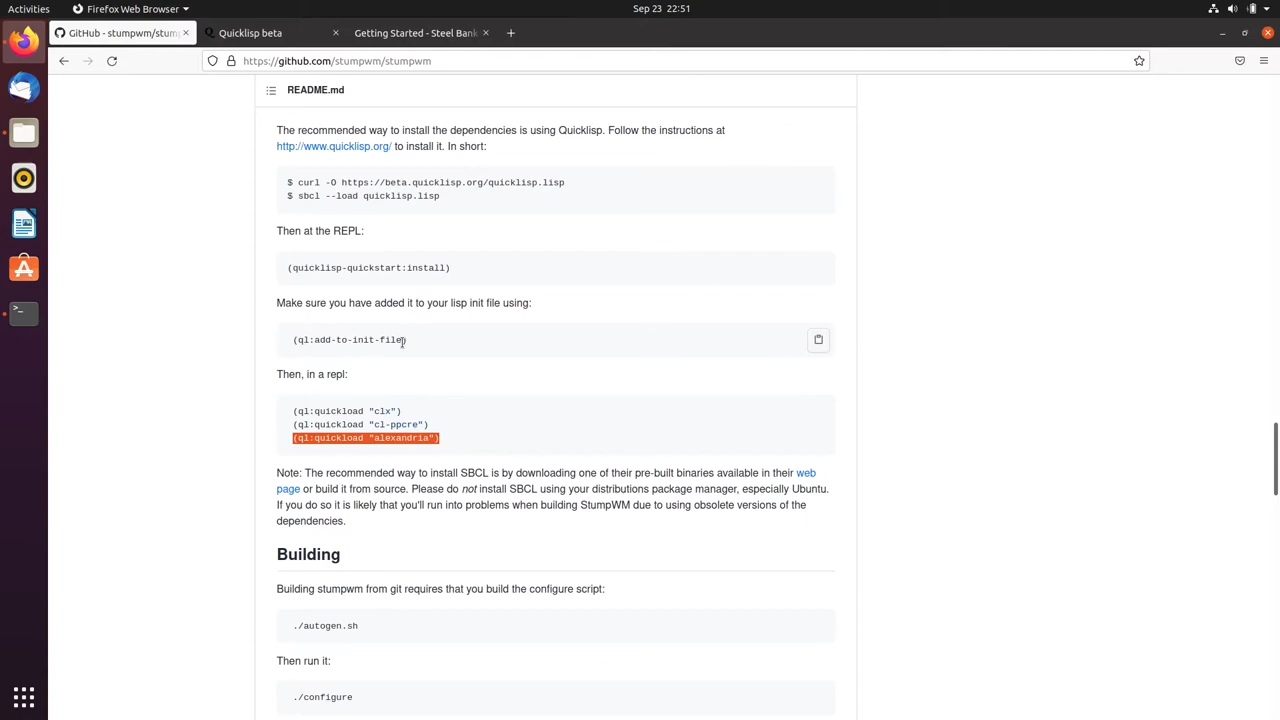 Activities
Firefox Web Browser
Sep 23 22:51
GitHub - stumpwm/stum
Quicklisp beta
Getting Started - Steel Bank
https://github.com/stumpwm/stumpwm
README.md
The recommended way to install the dependencies is using Quicklisp. Follow the instructions at
http://www.quicklisp.org/ to install it. In short:
$ curl -O https://beta.quicklisp.org/quicklisp.lisp
$ sbcl --load quicklisp.lisp
Then at the REPL:
(quicklisp-quickstart:install)
Make sure you have added it to your lisp init file using:
(ql:add-to-init-file)
Then, in a repl:
(ql:quickload "clx")
(ql:quickload "cl-ppcre")
(ql:quickload "alexandria")
Note: The recommended way to install SBCL is by downloading one of their pre-built binaries available in their web
page or build it from source. Please do not install SBCL using your distributions package manager, especially Ubuntu.
If you do so it is likely that you'll run into problems when building StumpWM due to using obsolete versions of the
dependencies.
Building
Building stumpwm from git requires that you build the configure script:
./autogen.sh
Then run it:
./configure